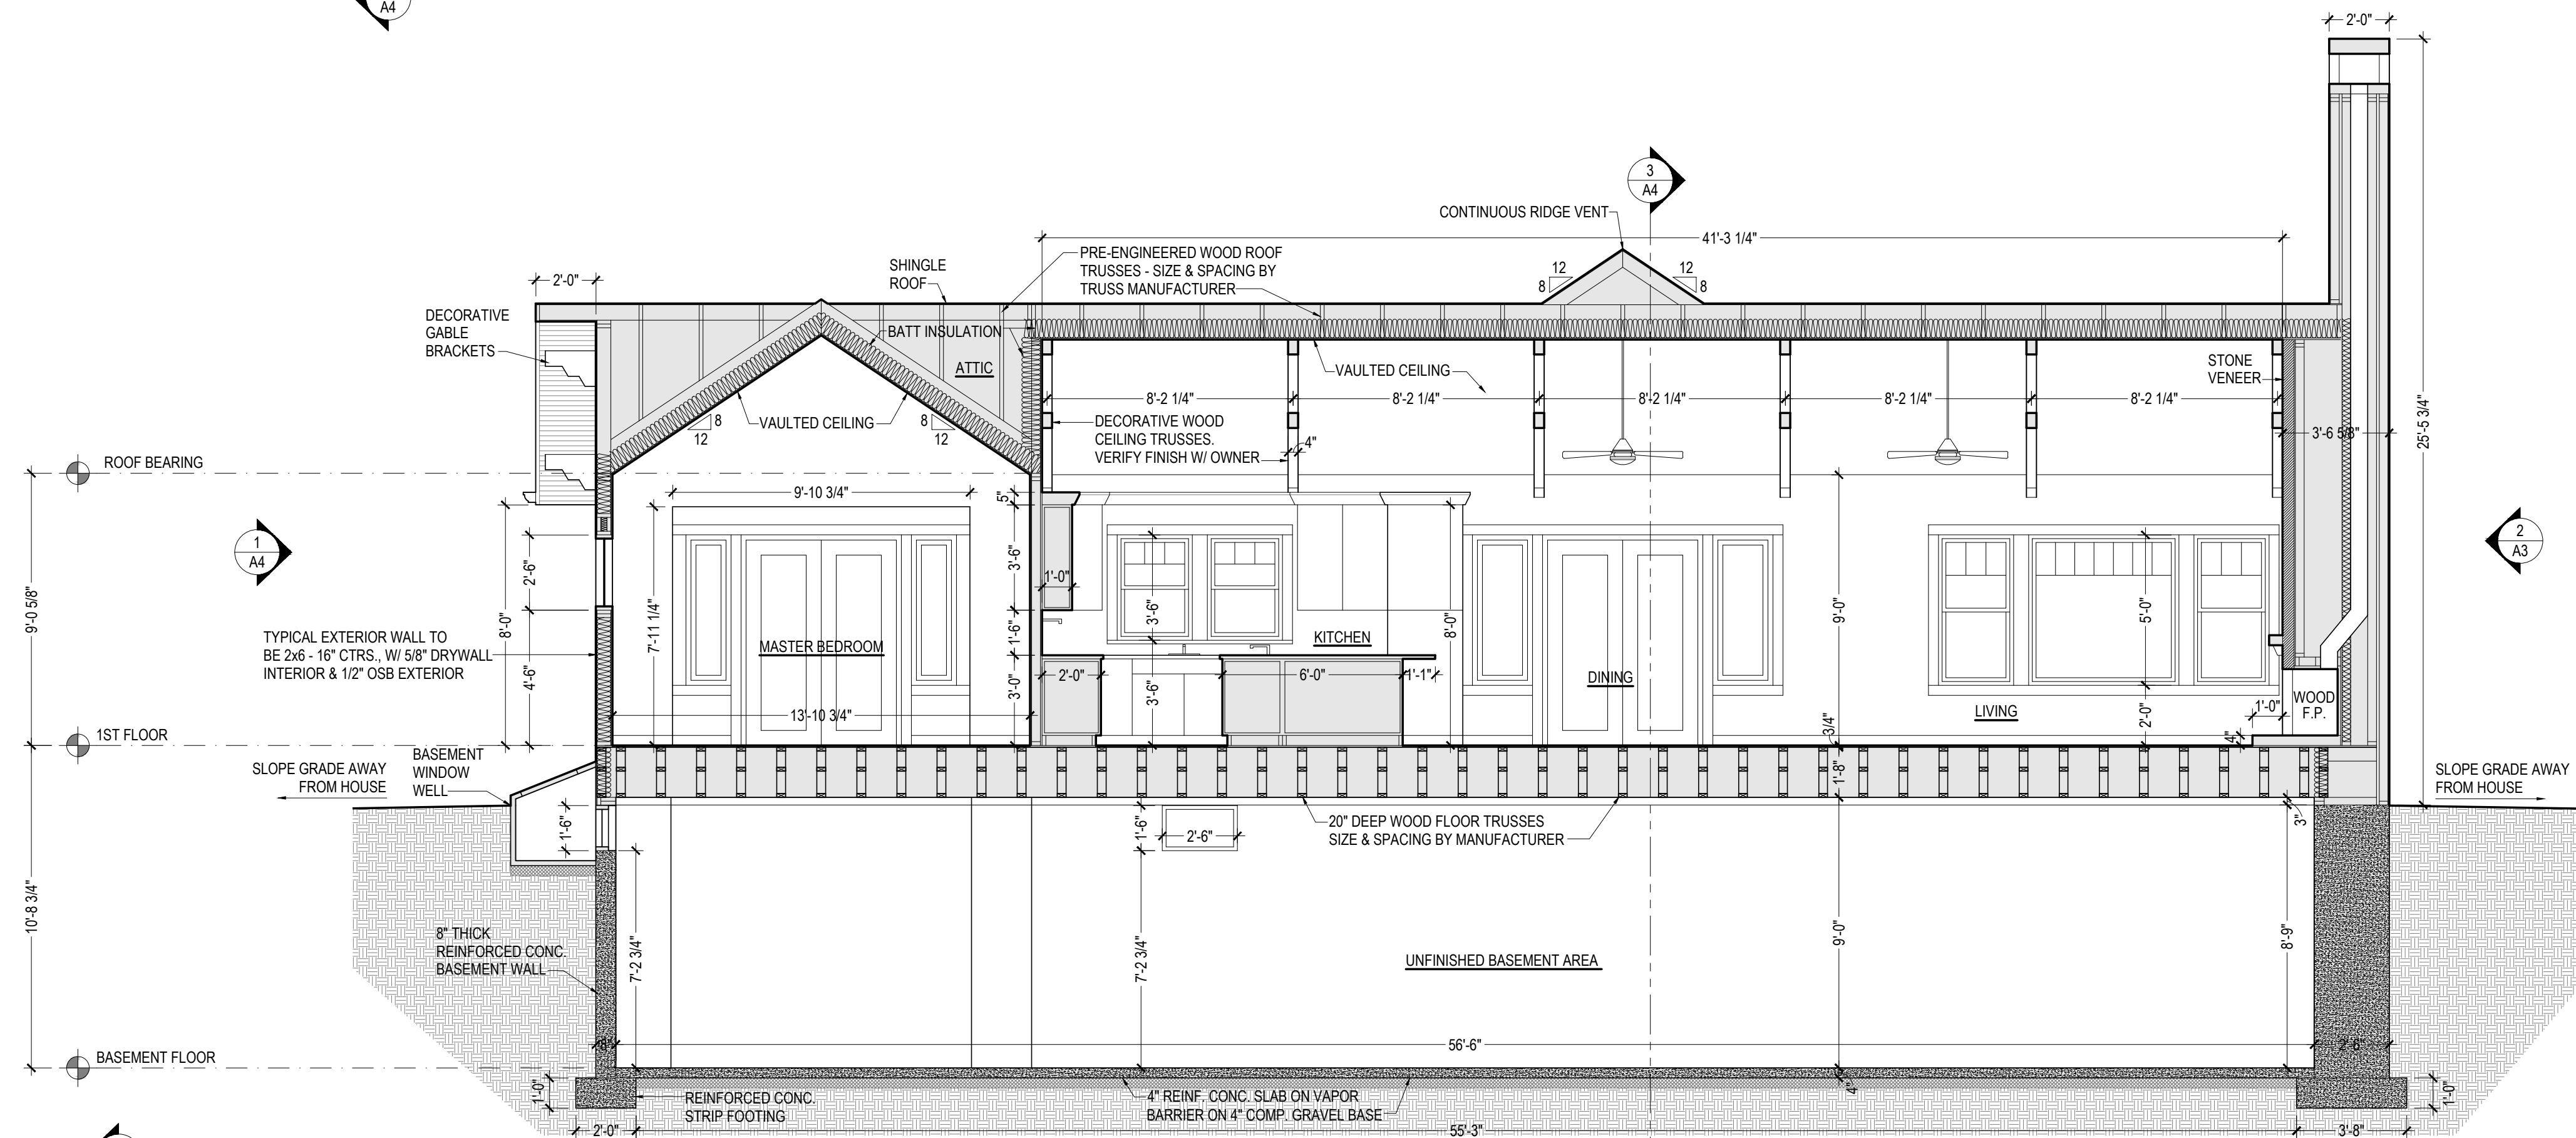 A4
2'-0"
3
A4
CONTINUOUS RIDGE VENT
41'-3 1/4"
PRE-ENGINEERED WOOD ROOF
TRUSSES - SIZE & SPACING BY
TRUSS MANUFACTURER
SHINGLE
ROOF
12
8
12
8
2'-0"
DECORATIVE
GABLE
BRACKETS
BATT INSULATION
ATTIC
VAULTED CEILING
STONE
VENEER
8'-2 1/4"
8'-2 1/4"
8'-2 1/4"
8'-2 1/4"
8'-2 1/4"
VAULTED CEILING
8
12
8
12
DECORATIVE WOOD
CEILING TRUSSES.
VERIFY FINISH W/ OWNER
4"
3'-6 5/8"
25'-5 3/4"
ROOF BEARING
9'-10 3/4"
5"
1
A4
2
A3
9'-0 5/8"
8'-0"
2'-6"
4'-6"
7'-11 1/4"
3'-6"
1'-6"
3'-0"
1'-0"
3'-6"
3'-6"
8'-0"
9'-0"
5'-0"
2'-0"
TYPICAL EXTERIOR WALL TO
BE 2x6 - 16" CTRS., W/ 5/8" DRYWALL
INTERIOR & 1/2" OSB EXTERIOR
MASTER BEDROOM
KITCHEN
DINING
LIVING
WOOD
F.P.
2'-0"
6'-0"
1'-1"
13'-10 3/4"
1'-0"
3/4"
4"
1ST FLOOR
BASEMENT
WINDOW
WELL
SLOPE GRADE AWAY
FROM HOUSE
SLOPE GRADE AWAY
FROM HOUSE
1'-8"
3"
1'-6"
1'-6"
2'-6"
20" DEEP WOOD FLOOR TRUSSES
SIZE & SPACING BY MANUFACTURER
10'-8 3/4"
8" THICK
REINFORCED CONC.
BASEMENT WALL
7'-2 3/4"
7'-2 3/4"
9'-0"
8'-9"
UNFINISHED BASEMENT AREA
8"
56'-6"
2'-6"
BASEMENT FLOOR
1'-0"
REINFORCED CONC.
STRIP FOOTING
4" REINF. CONC. SLAB ON VAPOR
BARRIER ON 4" COMP. GRAVEL BASE
4"
1'-0"
2'-0"
55'-3"
3'-8"